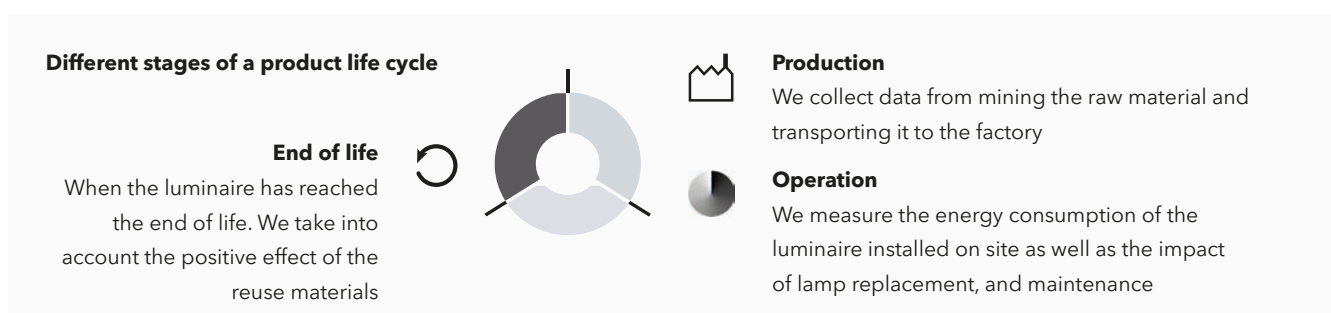 Different stages of a product life cycle
End of life
When the luminaire has reached
the end of life. We take into
account the positive effect of the
reuse materials
Production
We collect data from mining the raw material and
transporting it to the factory
Operation
We measure the energy consumption of the
luminaire installed on site as well as the impact
of lamp replacement, and maintenance